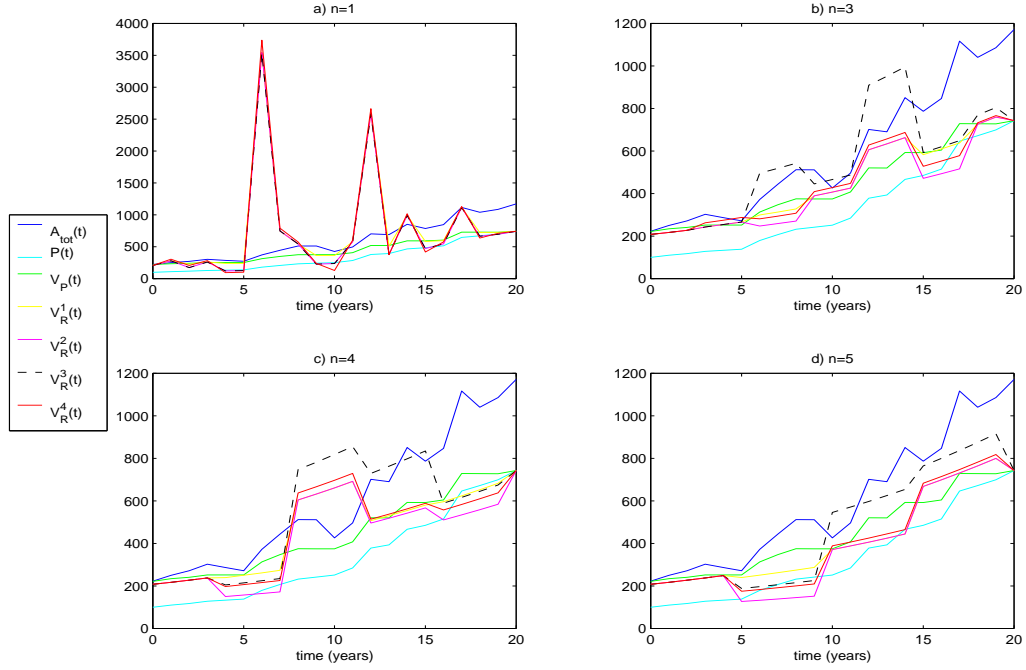 a) n=1
4000
3500
3000
2500
2000
1500
1000
500
0
0 5 10 15 20
time (years)
b) n=3
1200
1000
800
600
400
200
0
0 5 10 15 20
time (years)
A_tot(t)
P(t)
V_P(t)
V_R^1(t)
V_R^2(t)
V_R^3(t)
V_R^4(t)
c) n=4
1200
1000
800
600
400
200
0
0 5 10 15 20
time (years)
d) n=5
1200
1000
800
600
400
200
0
0 5 10 15 20
time (years)